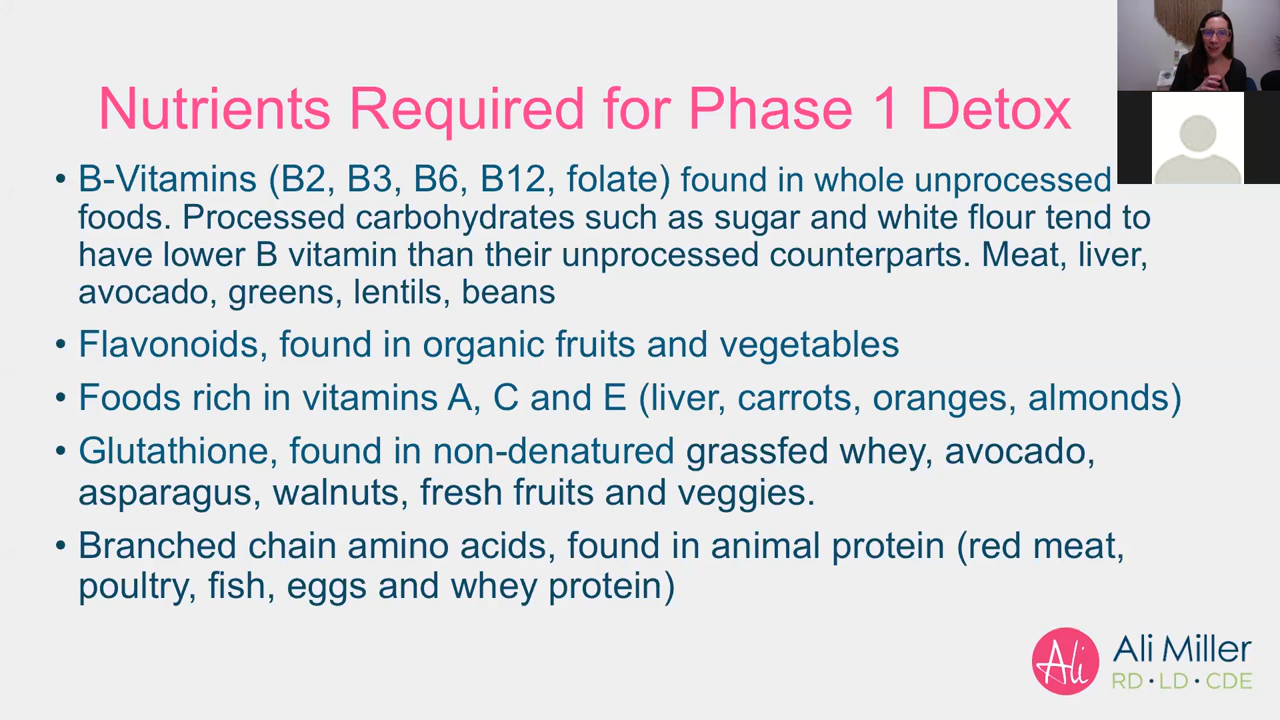 Nutrients Required for Phase 1 Detox
• B-Vitamins (B2, B3, B6, B12, folate) found in whole unprocessed
foods. Processed carbohydrates such as sugar and white flour tend to
have lower B vitamin than their unprocessed counterparts. Meat, liver,
avocado, greens, lentils, beans
• Flavonoids, found in organic fruits and vegetables
• Foods rich in vitamins A, C and E (liver, carrots, oranges, almonds)
• Glutathione, found in non-denatured grassfed whey, avocado,
asparagus, walnuts, fresh fruits and veggies.
• Branched chain amino acids, found in animal protein (red meat,
poultry, fish, eggs and whey protein)
Ali
Ali Miller
RD • LD • CDE